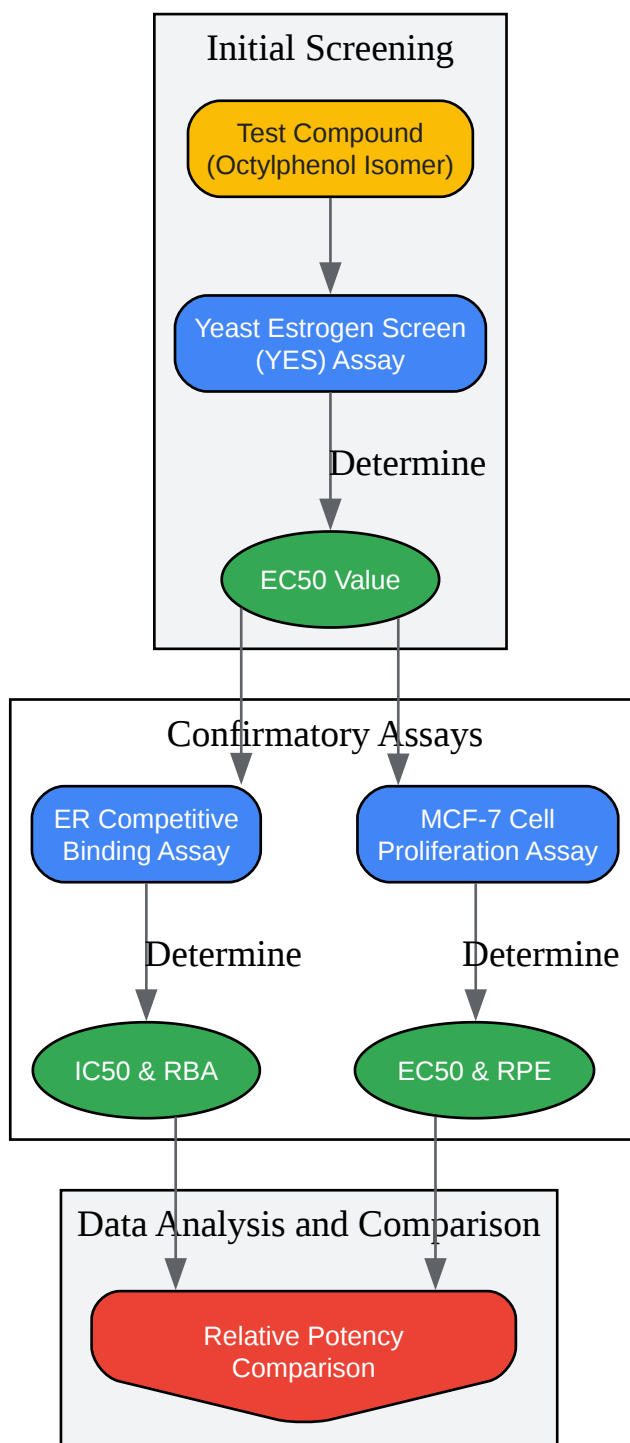 Initial Screening
Test Compound
(Octylphenol Isomer)
Yeast Estrogen Screen
(YES) Assay
Determine
EC50 Value
Confirmatory Assays
ER Competitive
Binding Assay
MCF-7 Cell
Proliferation Assay
Determine
Determine
IC50 & RBA
EC50 & RPE
Data Analysis and Comparison
Relative Potency
Comparison